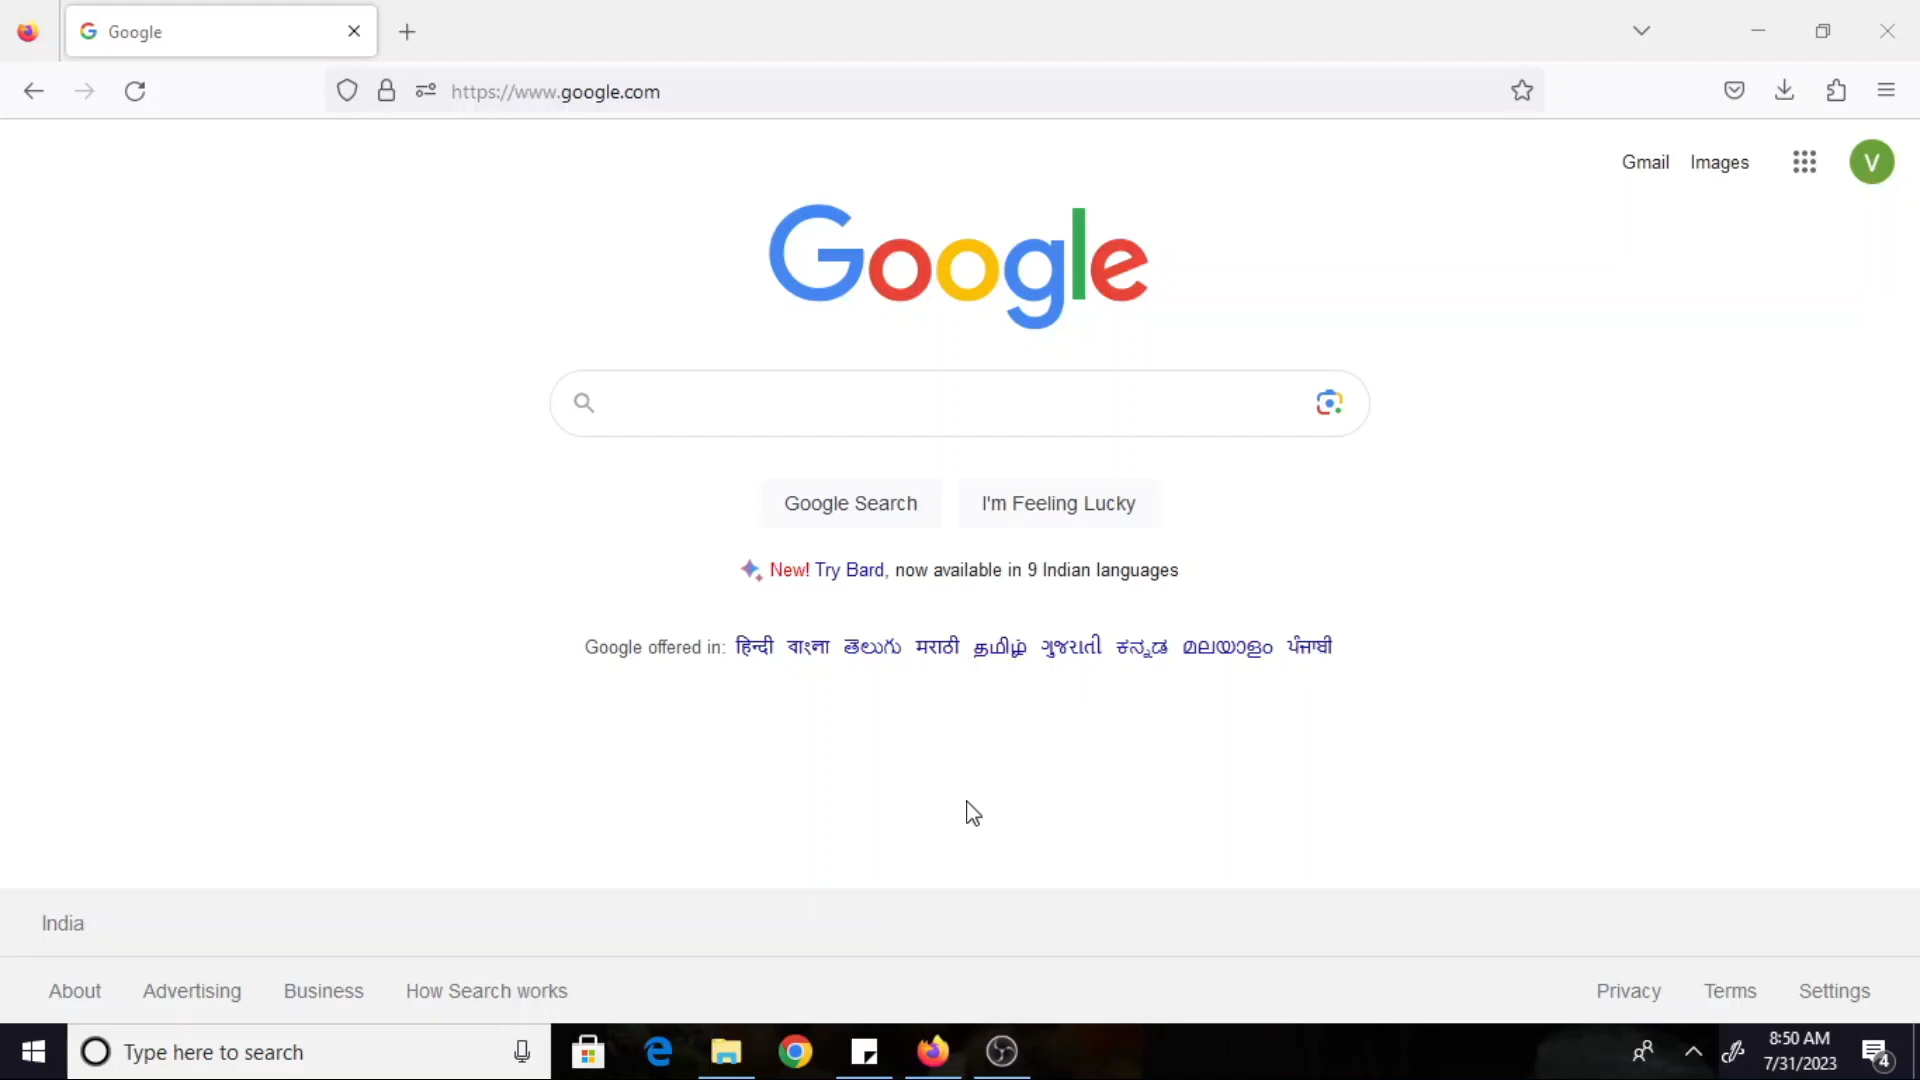 Google
https://www.google.com
Gmail Images
V
Google
Google Search I'm Feeling Lucky
New! Try Bard, now available in 9 Indian languages
Google offered in: हिन्दी বাংলা తెలుగు मराठी தமிழ் ગુજરાતી ಕನ್ನಡ മലയാളം ਪੰਜਾਬੀ
India
About Advertising Business How Search works Privacy Terms Settings
Type here to search
8:50 AM
7/31/2023
4